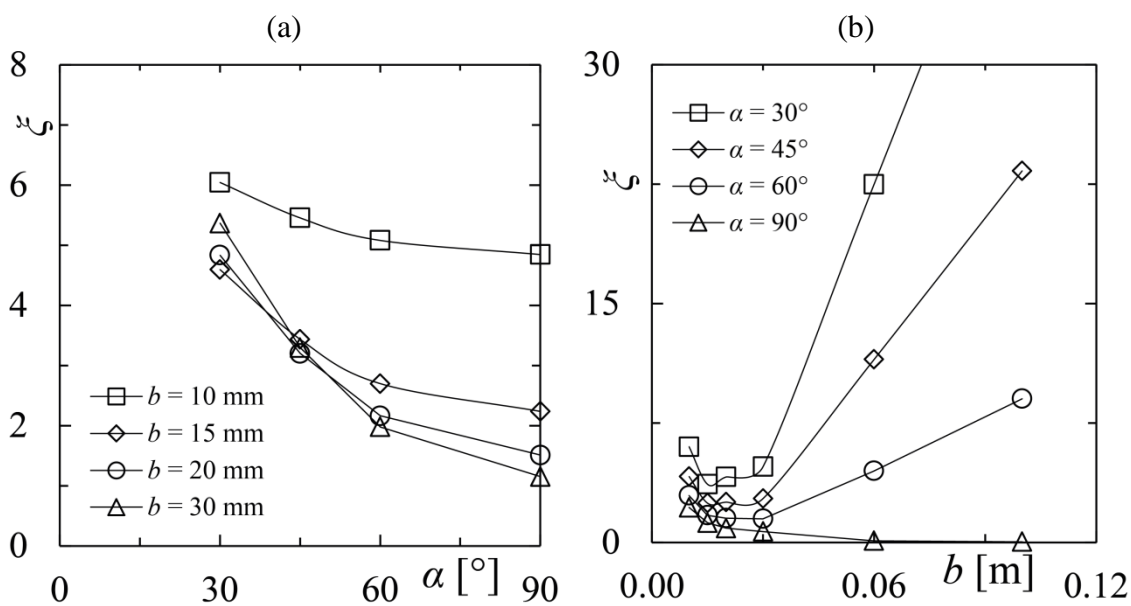 (a)
8
6
4
2
0
ξ
b = 10 mm
b = 15 mm
b = 20 mm
b = 30 mm
0 30 60 α [°] 90
(b)
30
15
0
ξ
α = 30°
α = 45°
α = 60°
α = 90°
0.00 0.06 b [m] 0.12